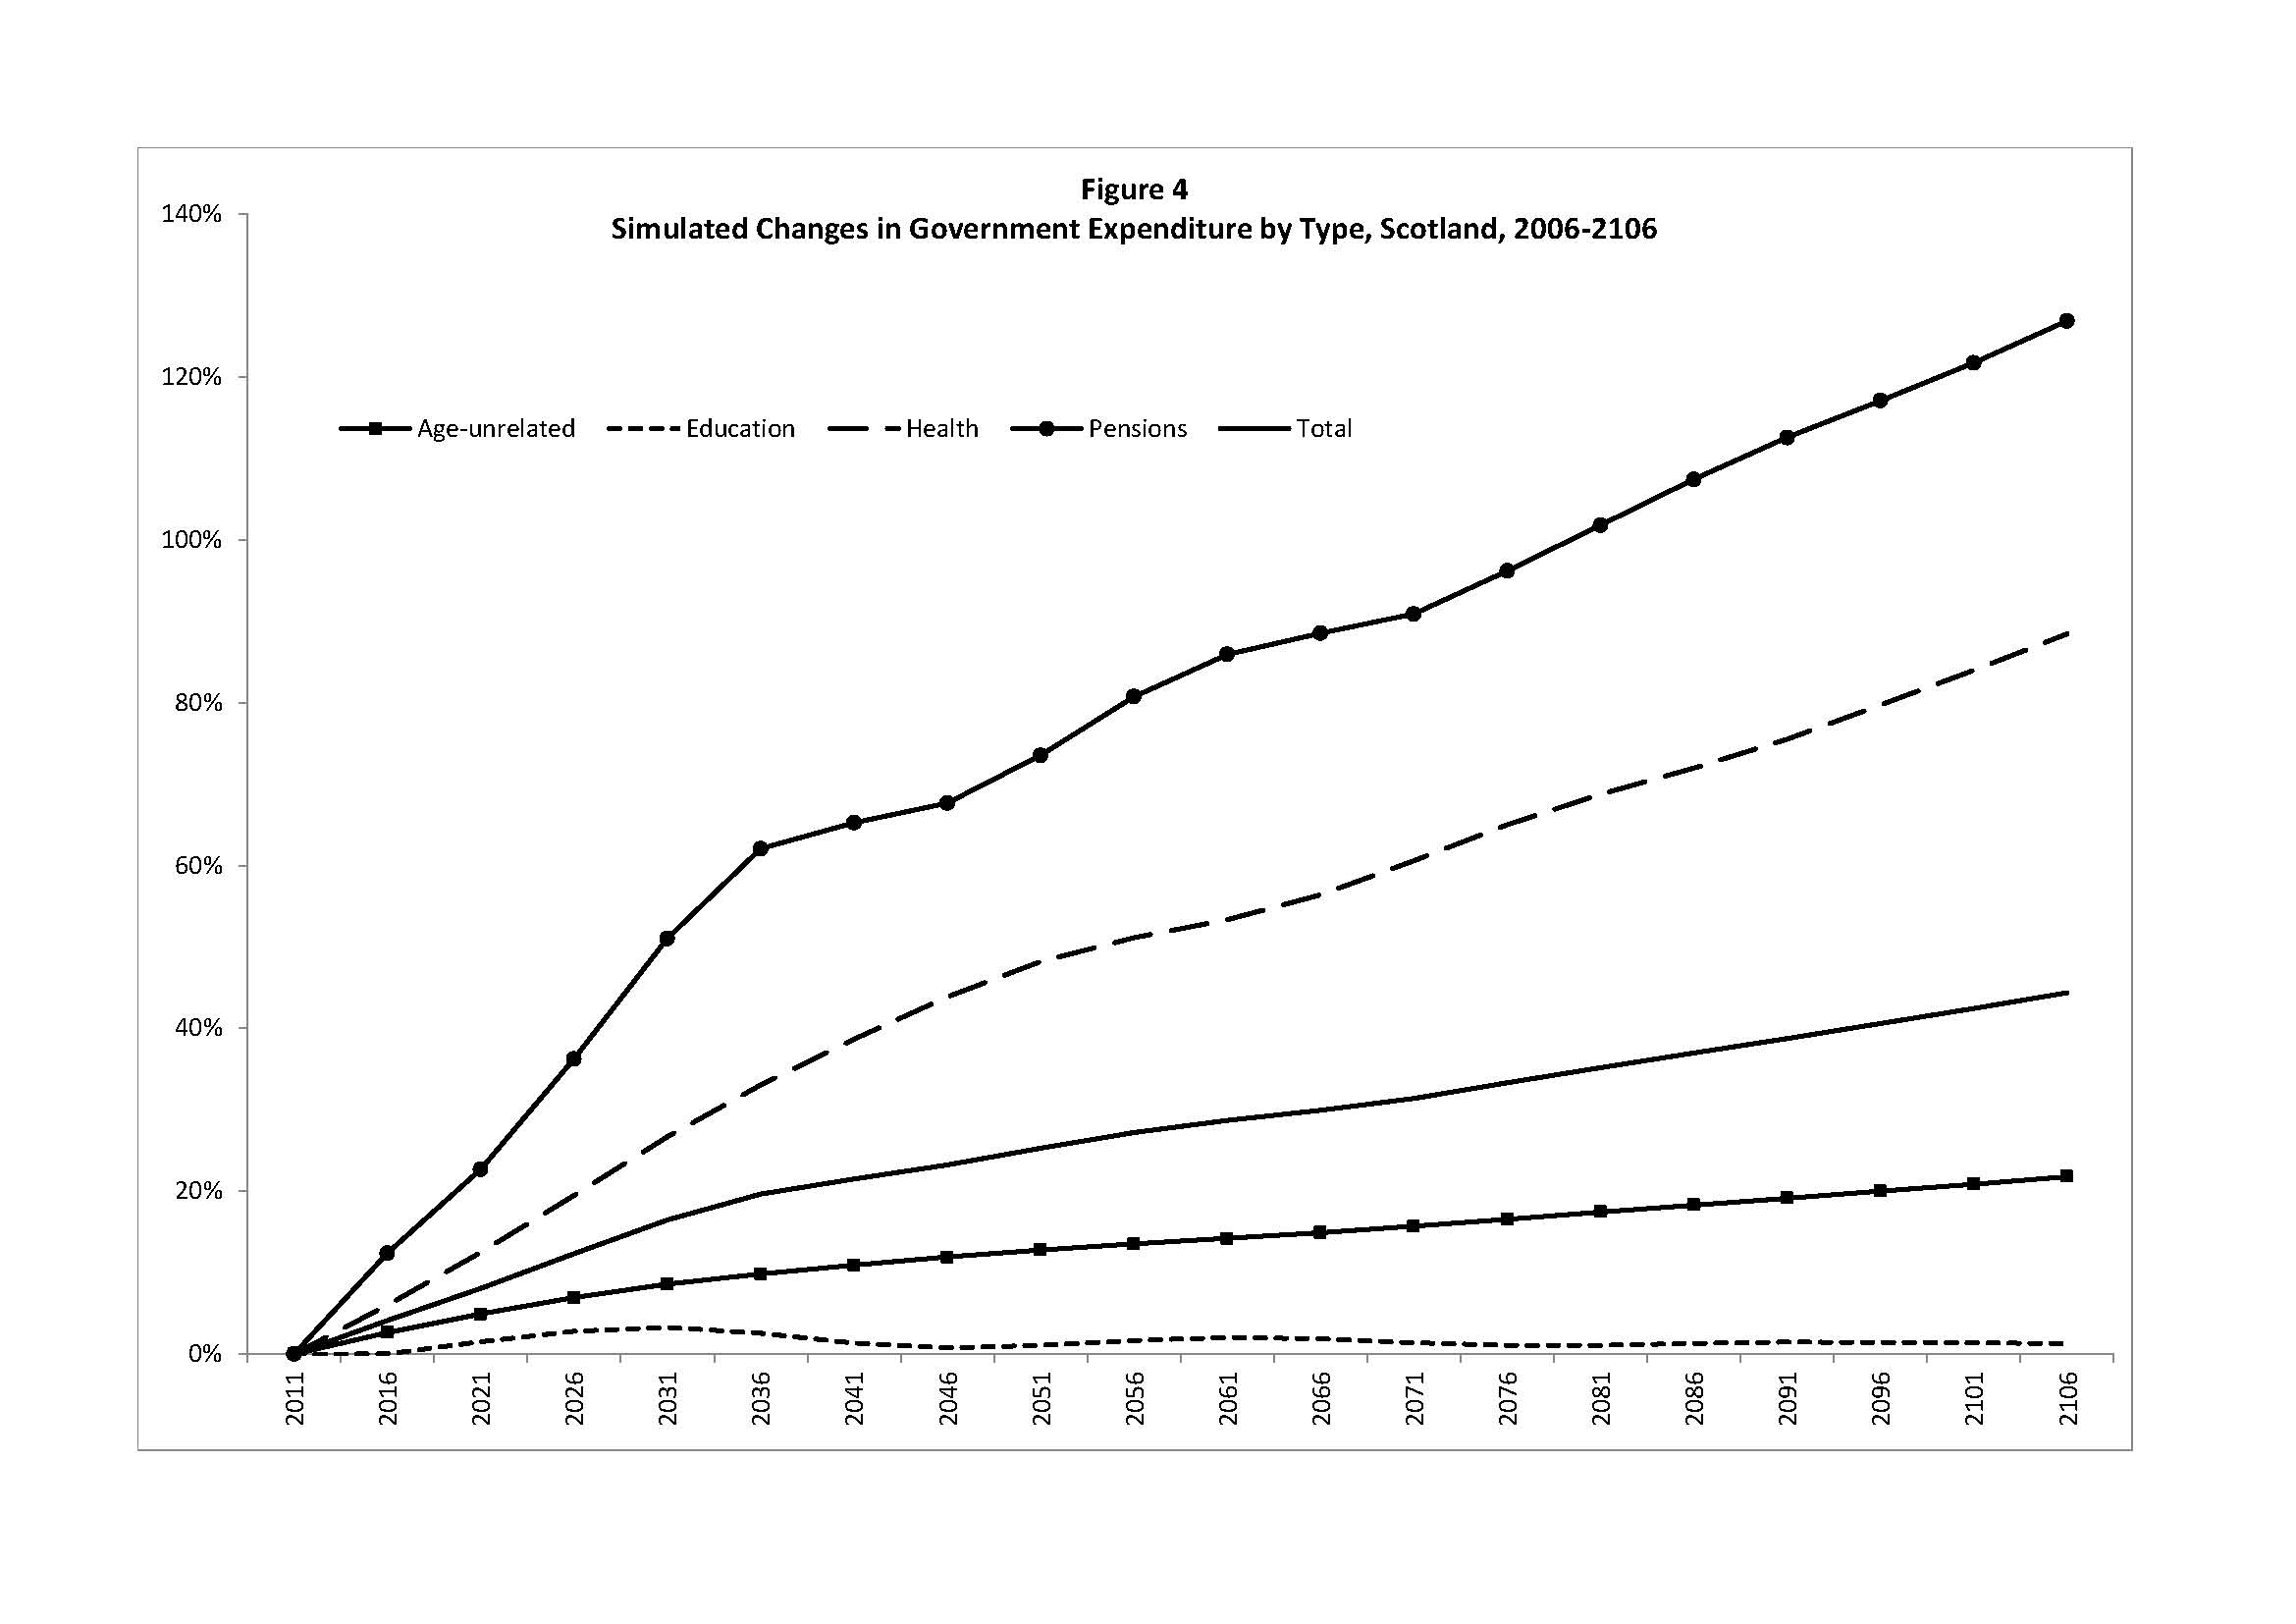 Figure 4
Simulated Changes in Government Expenditure by Type, Scotland, 2006-2106
140%
120%
Age-unrelated Education Health Pensions Total
100%
80%
60%
40%
20%
0%
2011 2016 2021 2026 2031 2036 2041 2046 2051 2056 2061 2066 2071 2076 2081 2086 2091 2096 2101 2106